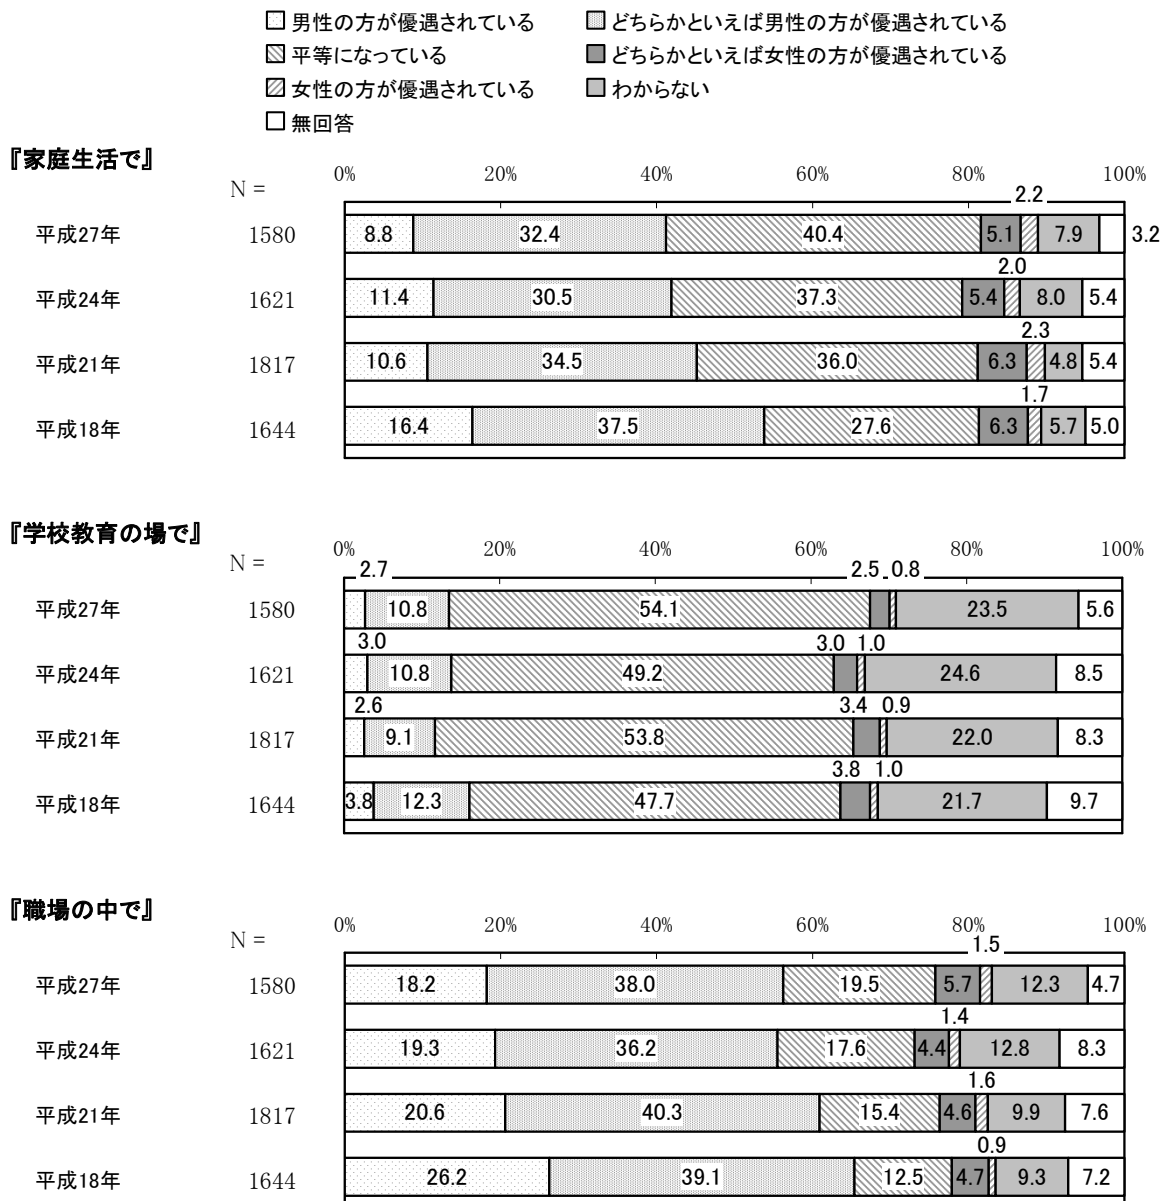 男性の方が優遇されている どちらかといえば男性の方が優遇されている
平等になっている どちらかといえば女性の方が優遇されている
女性の方が優遇されている わからない
無回答
『家庭生活で』
N = 0% 20% 40% 60% 80% 100%
2.2
平成27年 1580 8.8 32.4 40.4 5.1 7.9 3.2
2.0
平成24年 1621 11.4 30.5 37.3 5.4 8.0 5.4
2.3
平成21年 1817 10.6 34.5 36.0 6.3 4.8 5.4
1.7
平成18年 1644 16.4 37.5 27.6 6.3 5.7 5.0
『学校教育の場で』
N = 0% 20% 40% 60% 80% 100%
2.7 2.5 0.8
平成27年 1580 10.8 54.1 23.5 5.6
3.0 3.0 1.0
平成24年 1621 10.8 49.2 24.6 8.5
2.6 3.4 0.9
平成21年 1817 9.1 53.8 22.0 8.3
3.8 1.0
平成18年 1644 3.8 12.3 47.7 21.7 9.7
『職場の中で』
N = 0% 20% 40% 60% 80% 100%
1.5
平成27年 1580 18.2 38.0 19.5 5.7 12.3 4.7
1.4
平成24年 1621 19.3 36.2 17.6 4.4 12.8 8.3
1.6
平成21年 1817 20.6 40.3 15.4 4.6 9.9 7.6
0.9
平成18年 1644 26.2 39.1 12.5 4.7 9.3 7.2